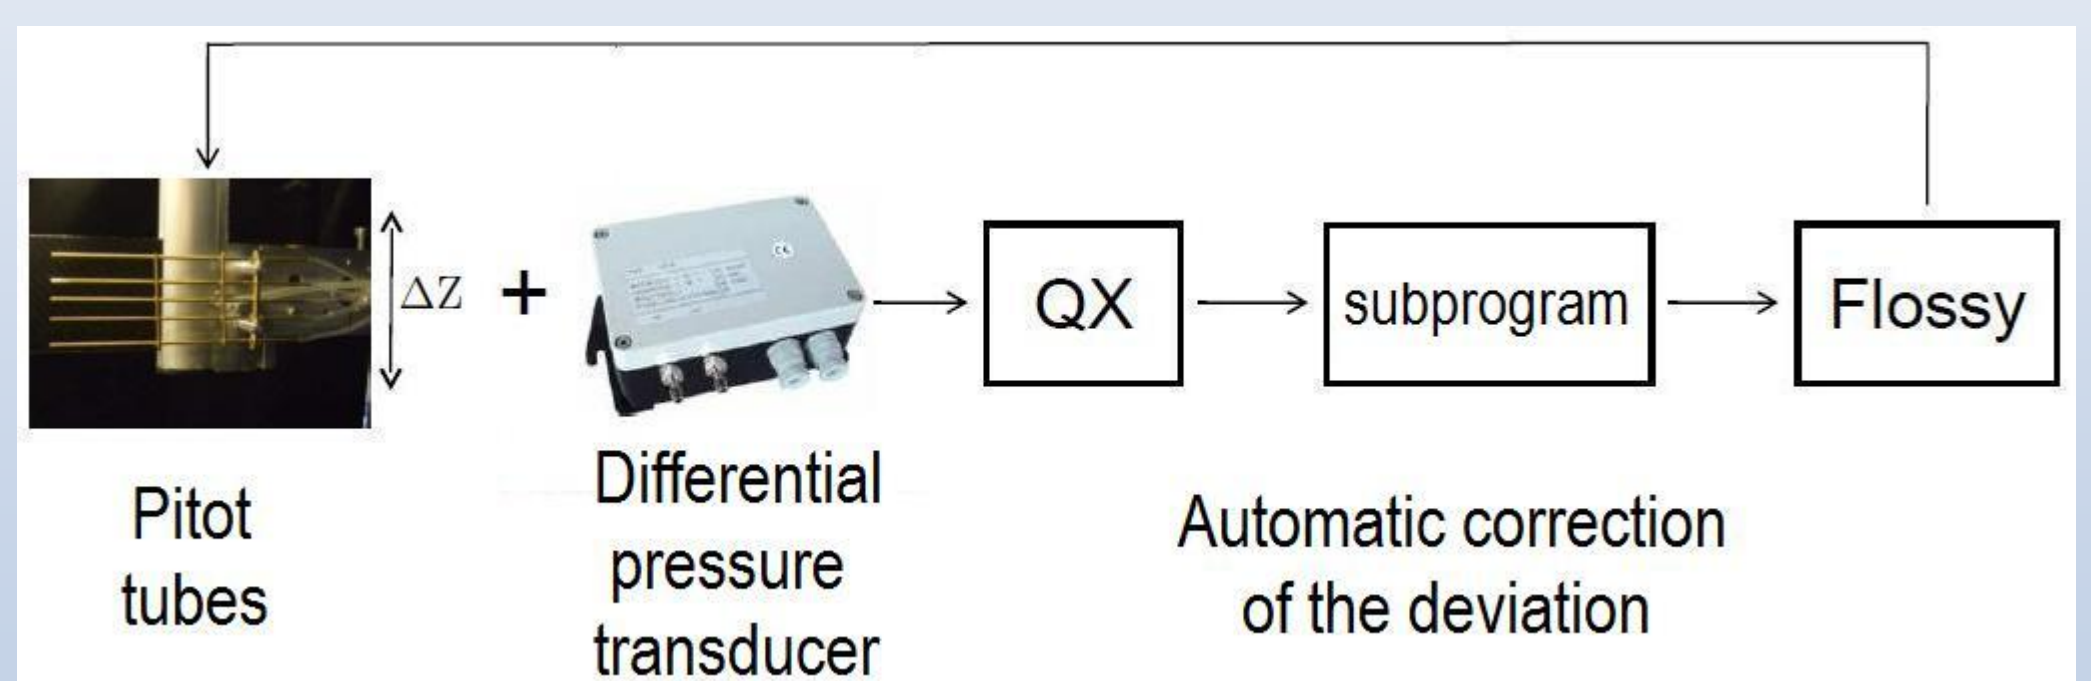 ΔZ
+
QX
subprogram
Flossy
Pitot
tubes
Differential
pressure
transducer
Automatic correction
of the deviation